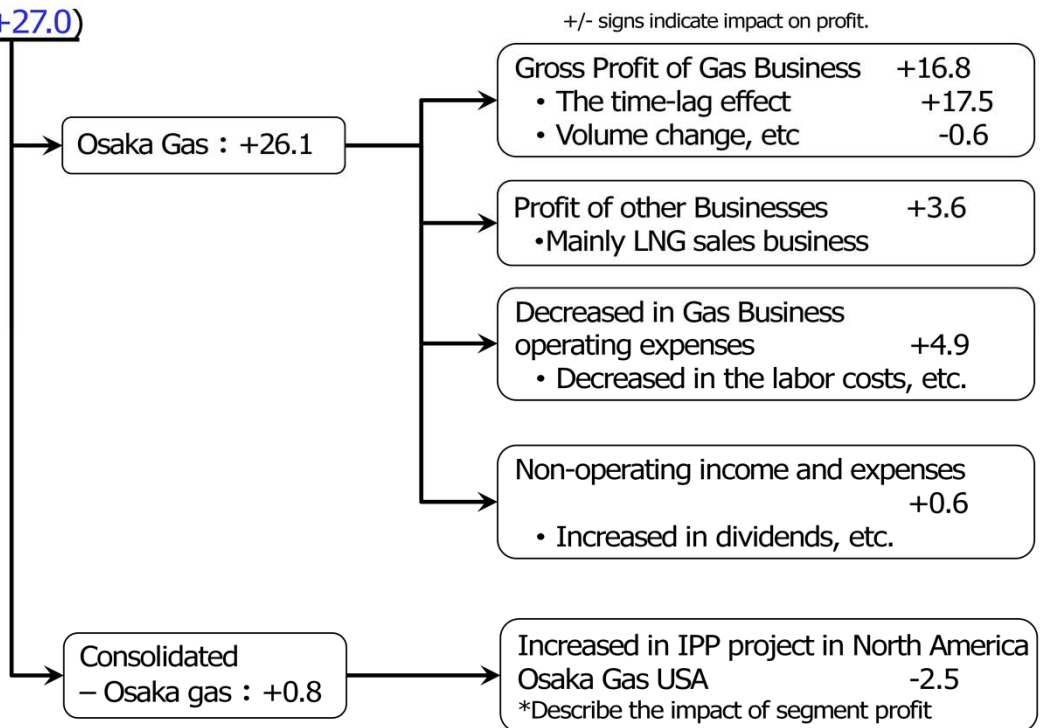 +27.0)
+/- signs indicate impact on profit.
Osaka Gas : +26.1
Gross Profit of Gas Business +16.8
・ The time-lag effect +17.5
・ Volume change, etc -0.6
Profit of other Businesses +3.6
・Mainly LNG sales business
Decreased in Gas Business
operating expenses +4.9
・ Decreased in the labor costs, etc.
Non-operating income and expenses
+0.6
・ Increased in dividends, etc.
Consolidated
– Osaka gas : +0.8
Increased in IPP project in North America
Osaka Gas USA -2.5
*Describe the impact of segment profit